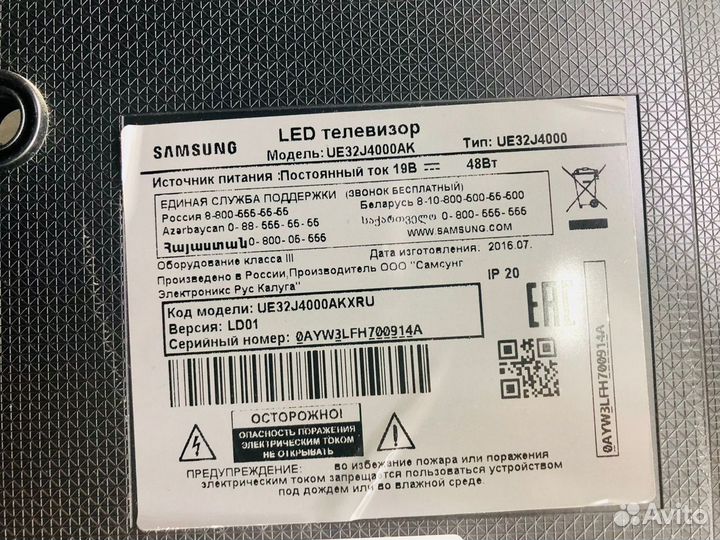 SAMSUNG
LED телевизор
Модель: UE32J4000AK
Тип: UE32J4000
Источник питания :Постоянный ток 19В 48Вт
ЕДИНАЯ СЛУЖБА ПОДДЕРЖКИ (ЗВОНОК БЕСПЛАТНЫЙ)
Россия 8-800-555-55-55
Беларусь 8-10-800-500-55-500
Azərbaycan 0- 88- 555- 55- 55
საქართველო 0- 800- 555- 555
Հայաստան 0-800- 05- 555
WWW.SAMSUNG.COM
Оборудование класса III
Дата изготовления. 2016.07.
Произведено в России,Производитель ООО "Самсунг
Электроникс Рус Калуга"
IP 20
Код модели: UE32J4000AKXRU
Версия: LD01
Серийный номер: 0AYW3LFH700914A
EAC
0AYW3LFH700914A
ОСТОРОЖНО!
ОПАСНОСТЬ ПОРАЖЕНИЯ
ЭЛЕКТРИЧЕСКИМ ТОКОМ
НЕ ОТКРЫВАТЬ
ПРЕДУПРЕЖДЕНИЕ: во избежание пожара или поражения
электрическим током запрещается пользоваться устройством
под дождем или во влажной среде.
Avito